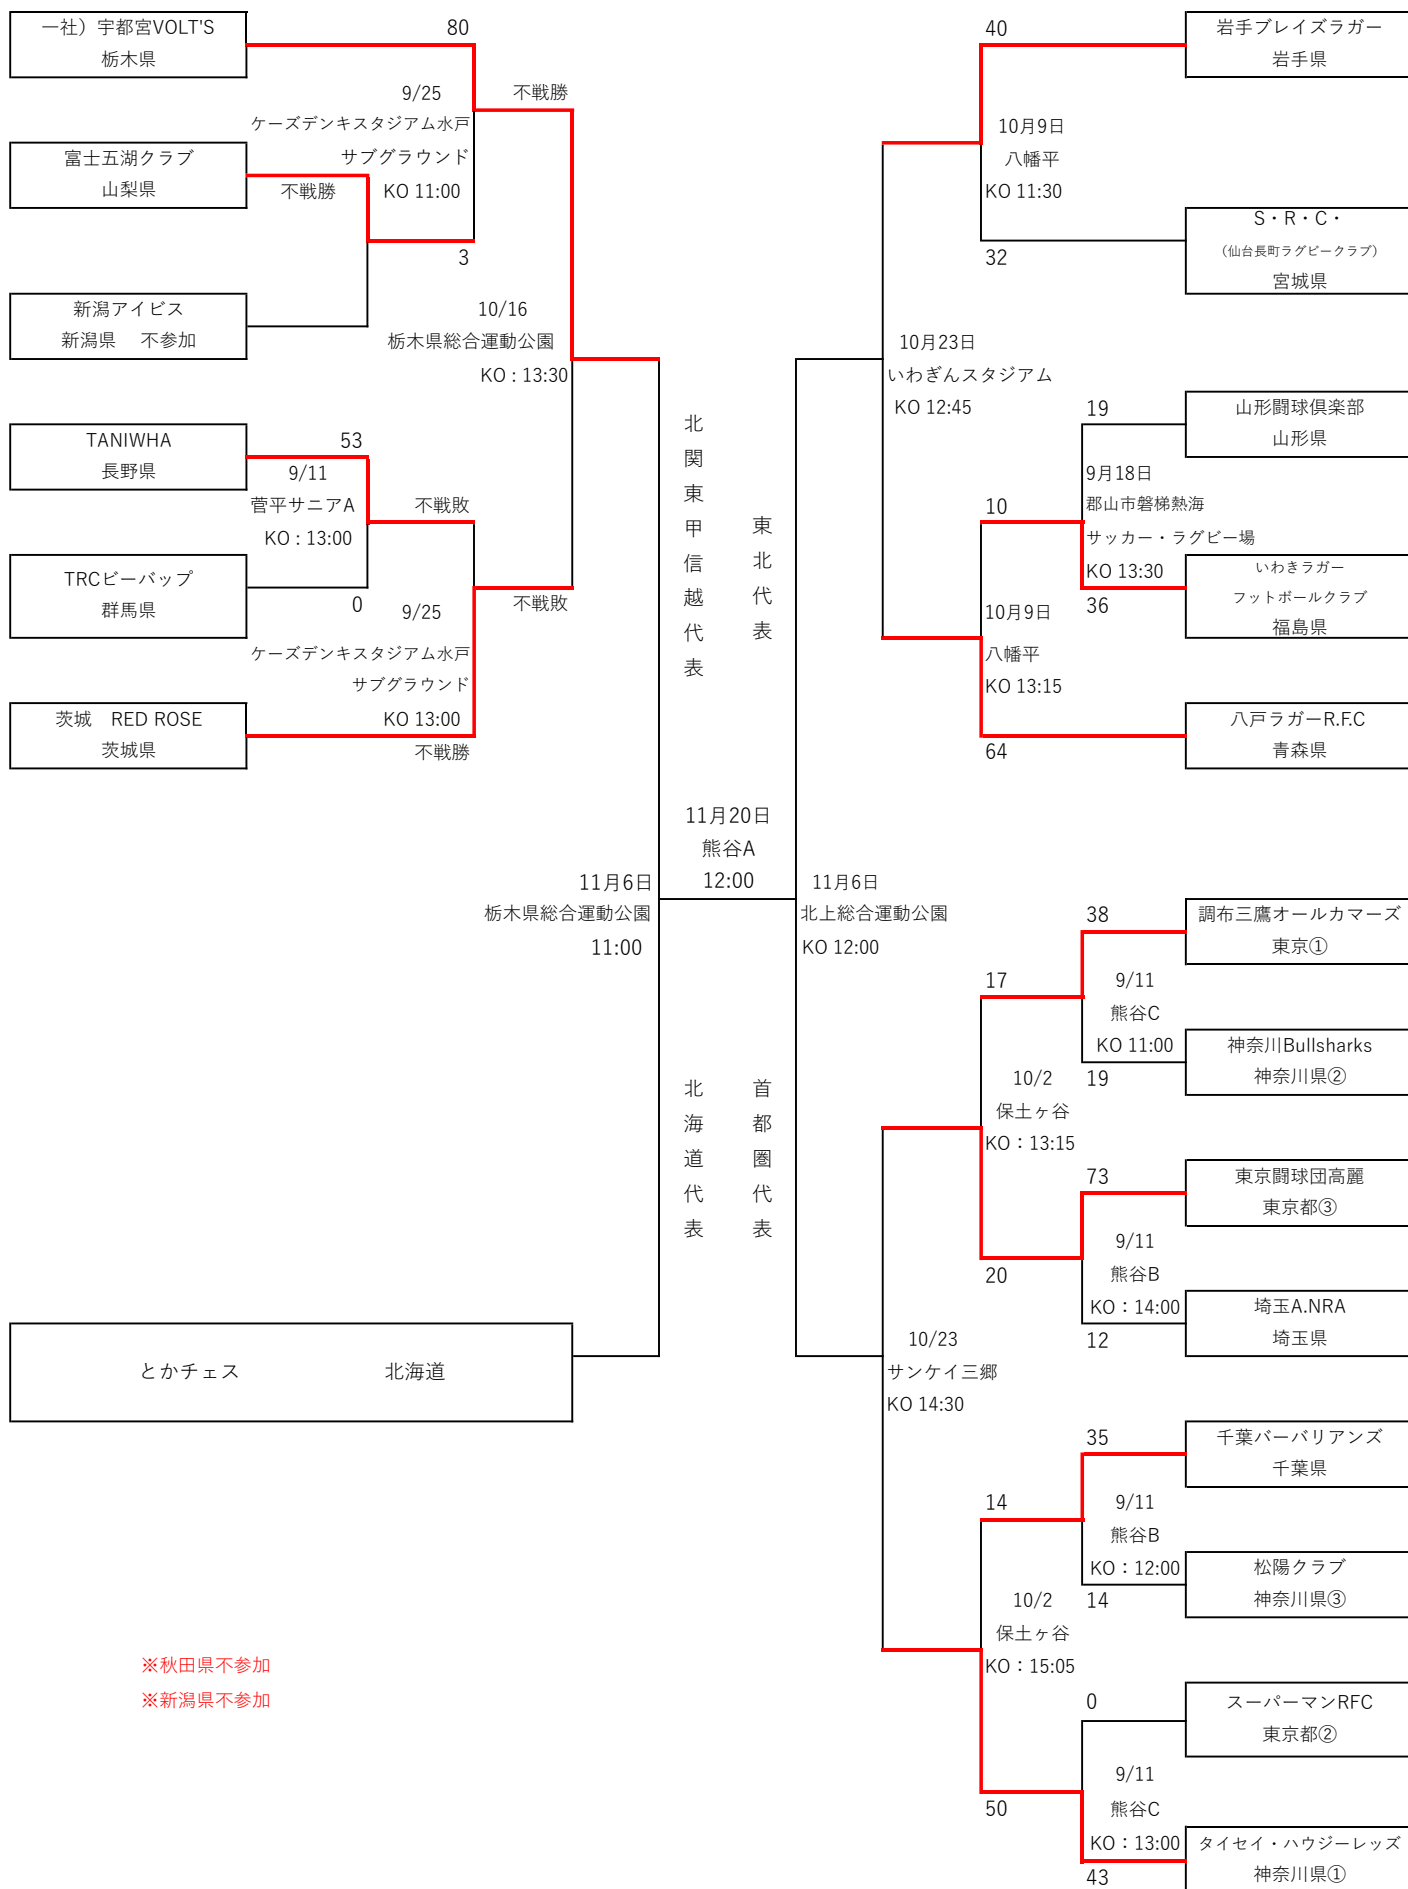 一社）宇都宮VOLT'S
栃木県
80
9/25
ケーズデンキスタジアム水戸
サブグラウンド
KO 11:00
不戦勝
富士五湖クラブ
山梨県
不戦勝
3
新潟アイビス
新潟県　不参加
10/16
栃木県総合運動公園
KO : 13:30
TANIWHA
長野県
53
9/11
菅平サニアA
KO : 13:00
不戦敗
TRCビーバップ
群馬県
0
9/25
ケーズデンキスタジアム水戸
サブグラウンド
KO 13:00
不戦敗
茨城　RED ROSE
茨城県
不戦勝
北関東甲信越代表
東北代表
11月20日
熊谷A
12:00
11月6日
栃木県総合運動公園
11:00
11月6日
北上総合運動公園
KO 12:00
北海道代表
首都圏代表
とかチェス　北海道
※秋田県不参加
※新潟県不参加
40
岩手ブレイズラガー
岩手県
10月9日
八幡平
KO 11:30
32
S・R・C・
（仙台長町ラグビークラブ）
宮城県
10月23日
いわぎんスタジアム
KO 12:45
19
山形闘球倶楽部
山形県
9月18日
郡山市磐梯熱海
サッカー・ラグビー場
KO 13:30
10
36
いわきラガー
フットボールクラブ
福島県
10月9日
八幡平
KO 13:15
64
八戸ラガーR.F.C
青森県
38
調布三鷹オールカマーズ
東京①
9/11
熊谷C
KO 11:00
17
19
神奈川Bullsharks
神奈川県②
10/2
保土ヶ谷
KO：13:15
73
東京闘球団高麗
東京都③
9/11
熊谷B
KO：14:00
20
12
埼玉A.NRA
埼玉県
10/23
サンケイ三郷
KO 14:30
35
千葉バーバリアンズ
千葉県
9/11
熊谷B
KO：12:00
14
14
松陽クラブ
神奈川県③
10/2
保土ヶ谷
KO：15:05
0
スーパーマンRFC
東京都②
9/11
熊谷C
KO：13:00
50
43
タイセイ・ハウジーレッズ
神奈川県①